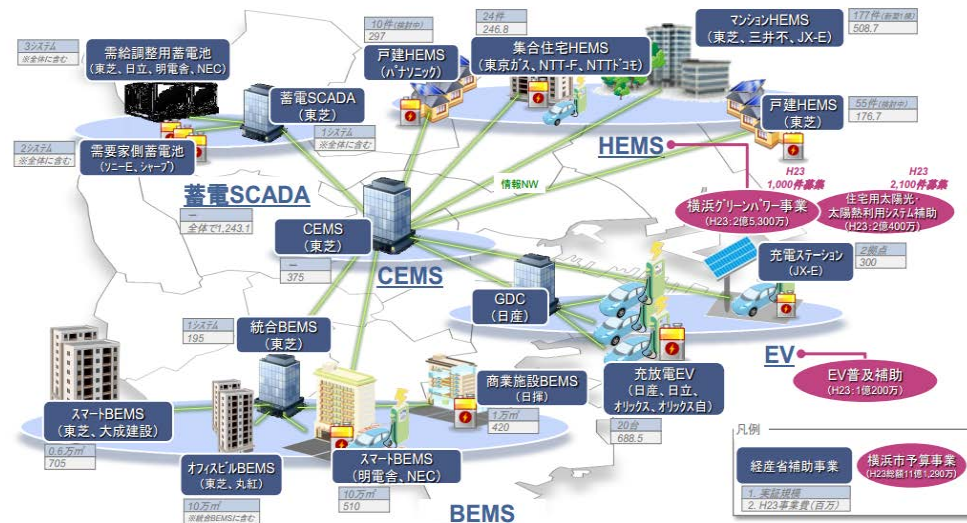 3システム
※全体に含む
需給調整用蓄電池
(東芝、日立、明電舎、NEC)
蓄電SCADA
(東芝)
1システム
※全体に含む
2システム
※全体に含む
需要家側蓄電池
(ソニーE、シャープ)
蓄電SCADA
ー
全体で1,243.1
10件(検討中)
297
戸建HEMS
(パナソニック)
24件
246.8
集合住宅HEMS
(東京ガス、NTT-F、NTTドコモ)
マンションHEMS
(東芝、三井不、JX-E)
177件(新築1棟)
508.7
戸建HEMS
(東芝)
55件(検討中)
176.7
HEMS
情報NW
H23
1,000件募集
横浜グリーンパワー事業
(H23:2億5,300万)
H23
2,100件募集
住宅用太陽光・
太陽熱利用システム補助
(H23:2億400万)
CEMS
(東芝)
ー
375
CEMS
GDC
(日産)
充電ステーション
(JX-E)
2拠点
300
充放電EV
(日産、日立、
オリックス、オリックス自)
20台
688.5
EV
EV普及補助
(H23:1億200万)
1システム
195
統合BEMS
(東芝)
商業施設BEMS
(日揮)
1万㎡
420
スマートBEMS
(東芝、大成建設)
0.6万㎡
705
オフィスビルBEMS
(東芝、丸紅)
10万㎡
※統合BEMSに含む
スマートBEMS
(明電舎、NEC)
10万㎡
510
BEMS
凡例
経産省補助事業
1. 実証規模
2. H23事業費(百万)
横浜市予算事業
(H23総額11億1,290万)